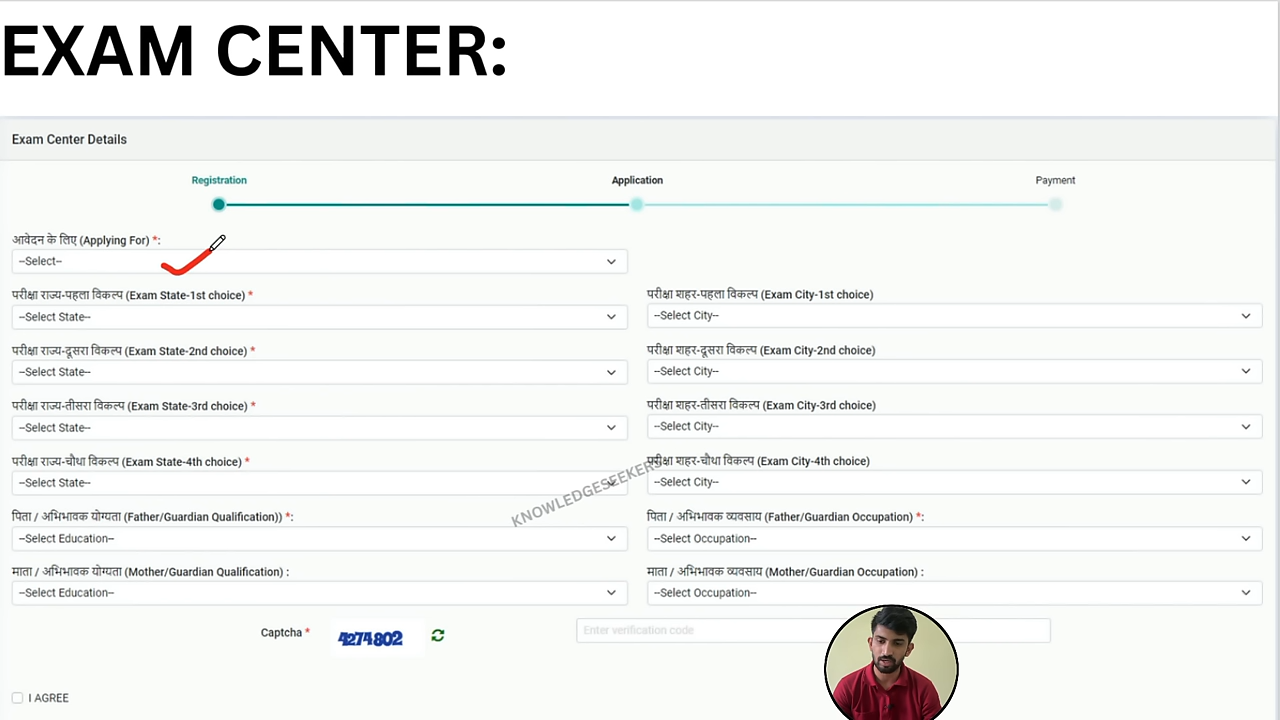 EXAM CENTER:
Exam Center Details
Registration Application Payment
आवेदन के लिए (Applying For) *:
--Select--
परीक्षा राज्य-पहला विकल्प (Exam State-1st choice) * परीक्षा शहर-पहला विकल्प (Exam City-1st choice)
--Select State-- --Select City--
परीक्षा राज्य-दूसरा विकल्प (Exam State-2nd choice) * परीक्षा शहर-दूसरा विकल्प (Exam City-2nd choice)
--Select State-- --Select City--
परीक्षा राज्य-तीसरा विकल्प (Exam State-3rd choice) * परीक्षा शहर-तीसरा विकल्प (Exam City-3rd choice)
--Select State-- --Select City--
परीक्षा राज्य-चौथा विकल्प (Exam State-4th choice) * परीक्षा शहर-चौथा विकल्प (Exam City-4th choice)
--Select State-- --Select City--
KNOWLEDGESEEKERS
पिता / अभिभावक योग्यता (Father/Guardian Qualification)) *: पिता / अभिभावक व्यवसाय (Father/Guardian Occupation) *:
--Select Education-- --Select Occupation--
माता / अभिभावक योग्यता (Mother/Guardian Qualification) : माता / अभिभावक व्यवसाय (Mother/Guardian Occupation) :
--Select Education-- --Select Occupation--
Captcha * 4274802 Enter verification code
I AGREE